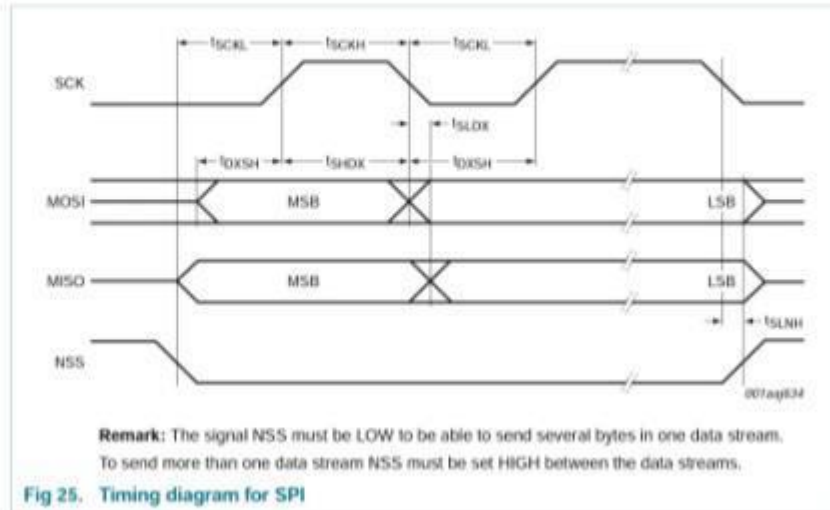 tSCKL tSCKH tSCKL
SCK
tSLDX
tDXSH tSHDX tDXSH
MOSI MSB LSB
MISO MSB LSB
tSLNH
NSS
001aaj634
Remark: The signal NSS must be LOW to be able to send several bytes in one data stream.
To send more than one data stream NSS must be set HIGH between the data streams.
Fig 25. Timing diagram for SPI